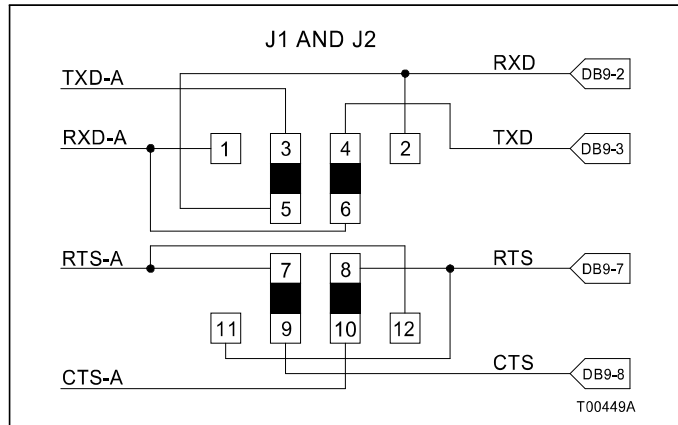 J1 AND J2
TXD-A
RXD
DB9-2
RXD-A
1
3
4
2
TXD
DB9-3
5
6
RTS-A
7
8
RTS
DB9-7
11
9
10
12
CTS-A
CTS
DB9-8
T00449A